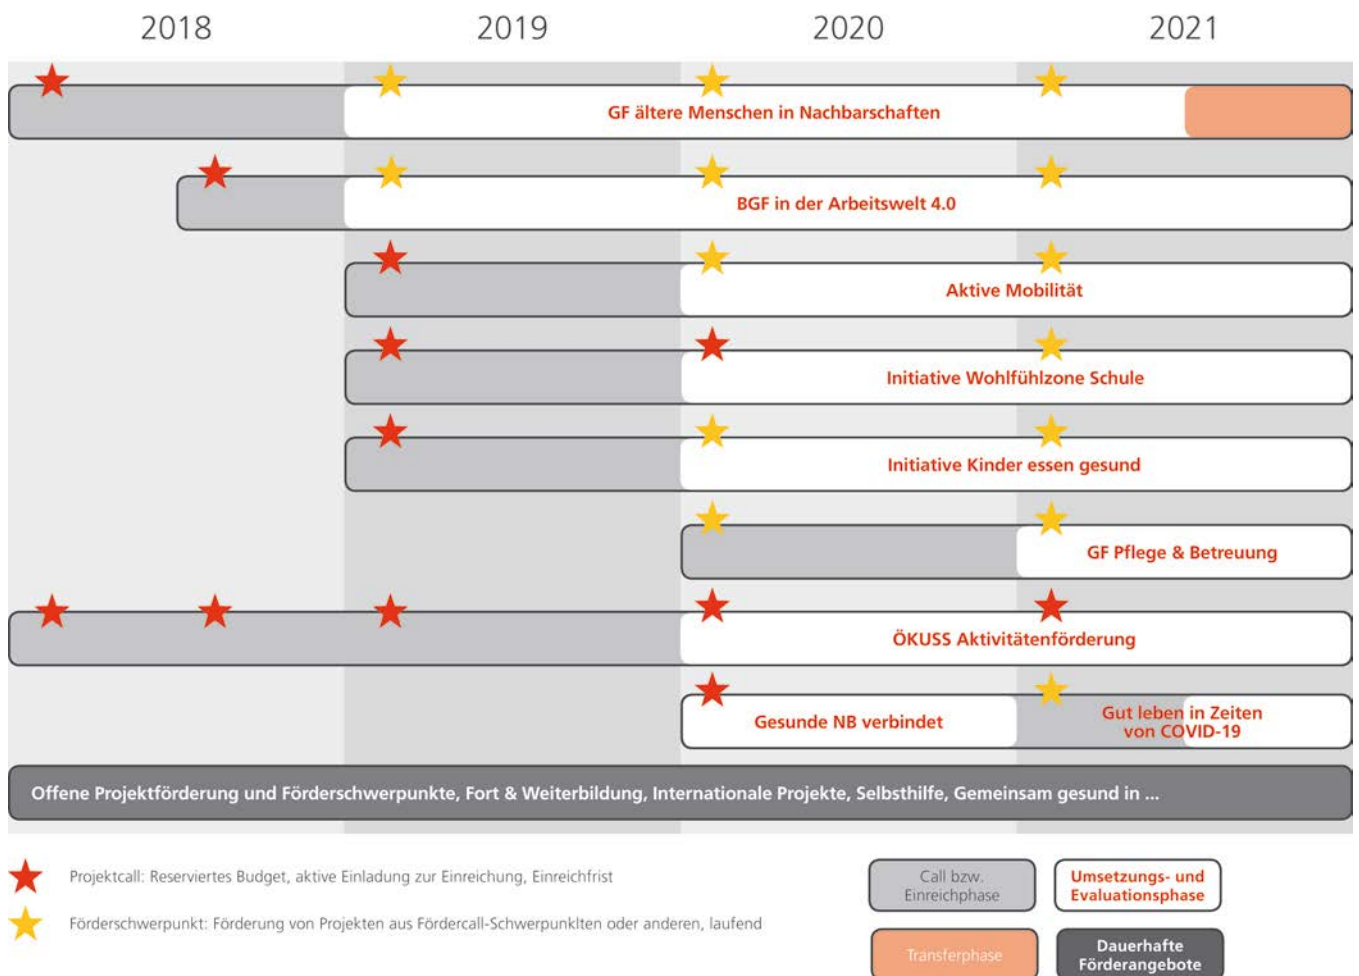 2018 2019 2020 2021
GF ältere Menschen in Nachbarschaften
BGF in der Arbeitswelt 4.0
Aktive Mobilität
Initiative Wohlfühlzone Schule
Initiative Kinder essen gesund
GF Pflege & Betreuung
ÖKUSS Aktivitätenförderung
Gesunde NB verbindet
Gut leben in Zeiten
von COVID-19
Offene Projektförderung und Förderschwerpunkte, Fort & Weiterbildung, Internationale Projekte, Selbsthilfe, Gemeinsam gesund in ...
Projektcall: Reserviertes Budget, aktive Einladung zur Einreichung, Einreichfrist
Förderschwerpunkt: Förderung von Projekten aus Fördercall-Schwerpunklten oder anderen, laufend
Call bzw.
Einreichphase
Umsetzungs- und
Evaluationsphase
Transferphase
Dauerhafte
Förderangebote